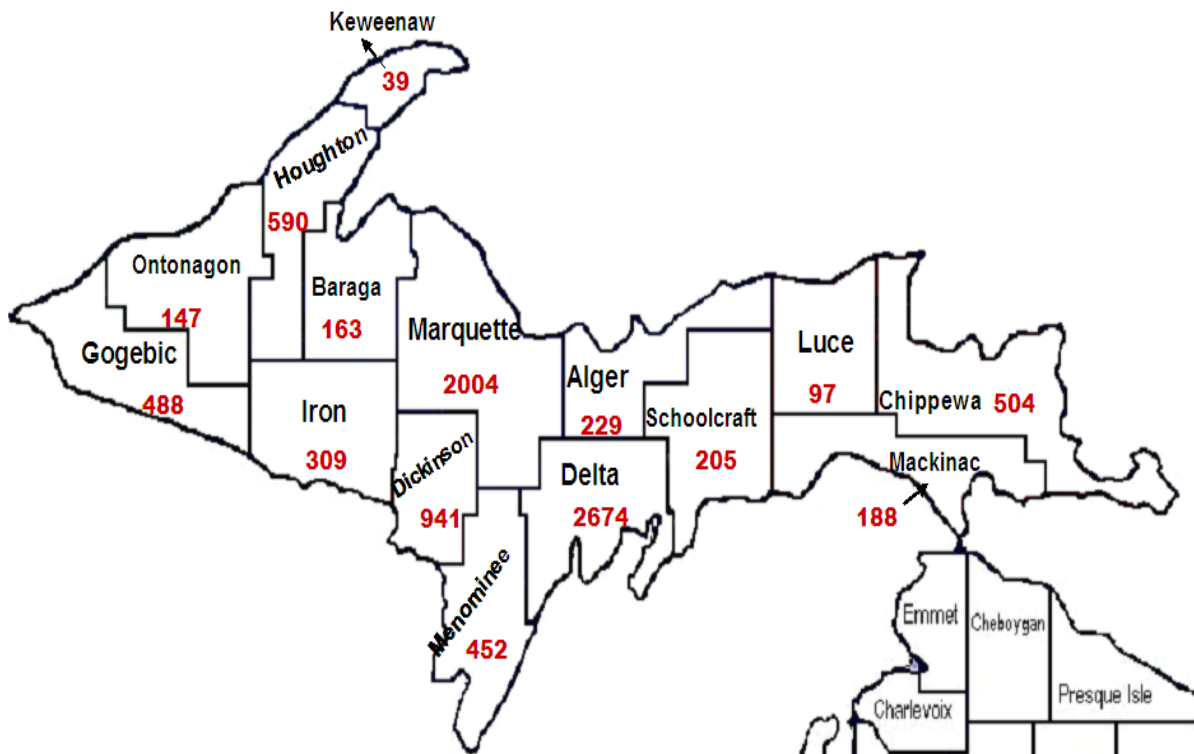 Keweenaw
39
Houghton
590
Ontonagon
147
Baraga
163
Gogebic
488
Marquette
2004
Iron
309
Alger
229
Luce
97
Chippewa 504
Schoolcraft
205
Dickinson
941
Delta
2674
Mackinac
188
Menominee
452
Emmet
Cheboygan
Presque Isle
Charlevoix